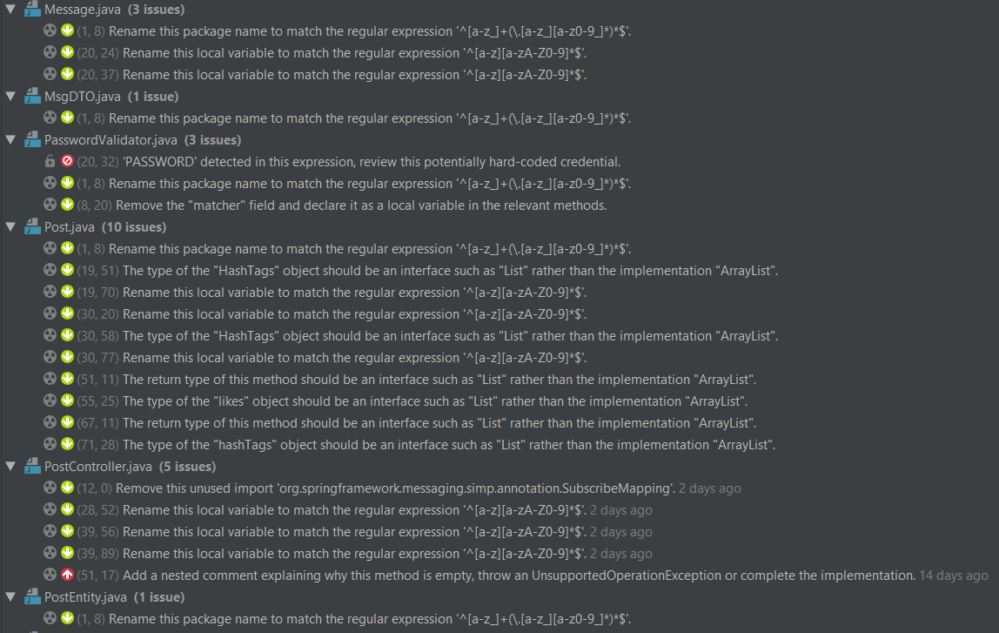 Message.java (3 issues)
(1, 8) Rename this package name to match the regular expression '^[a-z_]+(\.[a-z_][a-z0-9_]*)*$'.
(20, 24) Rename this local variable to match the regular expression '^[a-z][a-zA-Z0-9]*$'.
(20, 37) Rename this local variable to match the regular expression '^[a-z][a-zA-Z0-9]*$'.
MsgDTO.java (1 issue)
(1, 8) Rename this package name to match the regular expression '^[a-z_]+(\.[a-z_][a-z0-9_]*)*$'.
PasswordValidator.java (3 issues)
(20, 32) 'PASSWORD' detected in this expression, review this potentially hard-coded credential.
(1, 8) Rename this package name to match the regular expression '^[a-z_]+(\.[a-z_][a-z0-9_]*)*$'.
(8, 20) Remove the "matcher" field and declare it as a local variable in the relevant methods.
Post.java (10 issues)
(1, 8) Rename this package name to match the regular expression '^[a-z_]+(\.[a-z_][a-z0-9_]*)*$'.
(19, 51) The type of the "HashTags" object should be an interface such as "List" rather than the implementation "ArrayList".
(19, 70) Rename this local variable to match the regular expression '^[a-z][a-zA-Z0-9]*$'.
(30, 20) Rename this local variable to match the regular expression '^[a-z][a-zA-Z0-9]*$'.
(30, 58) The type of the "HashTags" object should be an interface such as "List" rather than the implementation "ArrayList".
(30, 77) Rename this local variable to match the regular expression '^[a-z][a-zA-Z0-9]*$'.
(51, 11) The return type of this method should be an interface such as "List" rather than the implementation "ArrayList".
(55, 25) The type of the "likes" object should be an interface such as "List" rather than the implementation "ArrayList".
(67, 11) The return type of this method should be an interface such as "List" rather than the implementation "ArrayList".
(71, 28) The type of the "hashTags" object should be an interface such as "List" rather than the implementation "ArrayList".
PostController.java (5 issues)
(12, 0) Remove this unused import 'org.springframework.messaging.simp.annotation.SubscribeMapping'. 2 days ago
(28, 52) Rename this local variable to match the regular expression '^[a-z][a-zA-Z0-9]*$'. 2 days ago
(39, 56) Rename this local variable to match the regular expression '^[a-z][a-zA-Z0-9]*$'. 2 days ago
(39, 89) Rename this local variable to match the regular expression '^[a-z][a-zA-Z0-9]*$'. 2 days ago
(51, 17) Add a nested comment explaining why this method is empty, throw an UnsupportedOperationException or complete the implementation. 14 days ago
PostEntity.java (1 issue)
(1, 8) Rename this package name to match the regular expression '^[a-z_]+(\.[a-z_][a-z0-9_]*)*$'.